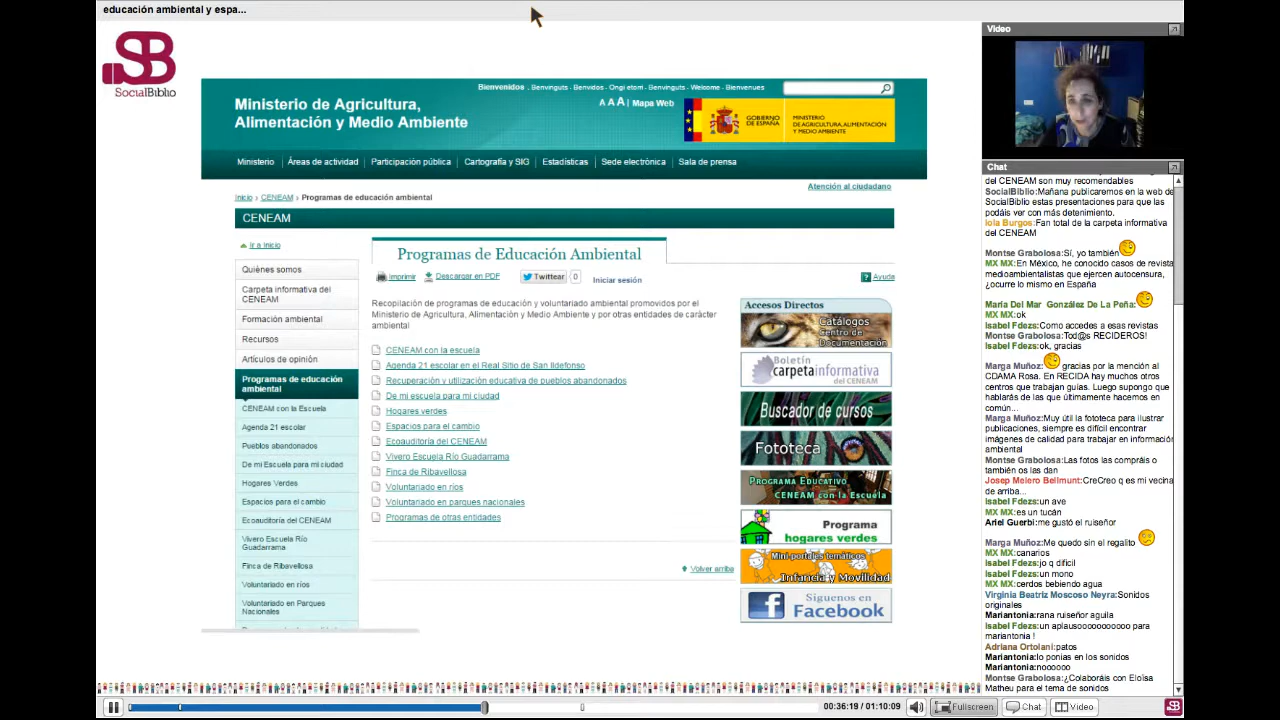 educación ambiental y espa...
SB
SocialBiblio
Bienvenidos . Benvinguts . Benvidos . Ongi etorri . Benvinguts . Welcome . Bienvenues
Ministerio de Agricultura,
Alimentación y Medio Ambiente
A A A | Mapa Web
GOBIERNO
DE ESPAÑA
MINISTERIO
DE AGRICULTURA, ALIMENTACIÓN
Y MEDIO AMBIENTE
Ministerio Áreas de actividad Participación pública Cartografía y SIG Estadísticas Sede electrónica Sala de prensa
Atención al ciudadano
Inicio > CENEAM > Programas de educación ambiental
CENEAM
Ir a Inicio
Quiénes somos
Carpeta informativa del
CENEAM
Formación ambiental
Recursos
Artículos de opinión
Programas de educación
ambiental
CENEAM con la Escuela
Agenda 21 escolar
Pueblos abandonados
De mi Escuela para mi ciudad
Hogares Verdes
Espacios para el cambio
Ecoauditoría del CENEAM
Vivero Escuela Río
Guadarrama
Finca de Ribavellosa
Voluntariado en ríos
Voluntariado en Parques
Nacionales
Programas de Educación Ambiental
Imprimir Descargar en PDF Twittear 0 Iniciar sesión Ayuda
Recopilación de programas de educación y voluntariado ambiental promovidos por el
Ministerio de Agricultura, Alimentación y Medio Ambiente y por otras entidades de carácter
ambiental
CENEAM con la escuela
Agenda 21 escolar en el Real Sitio de San Ildefonso
Recuperación y utilización educativa de pueblos abandonados
De mi escuela para mi ciudad
Hogares verdes
Espacios para el cambio
Ecoauditoría del CENEAM
Vivero Escuela Río Guadarrama
Finca de Ribavellosa
Voluntariado en ríos
Voluntariado en parques nacionales
Programas de otras entidades
Volver arriba
Accesos Directos
Catálogos
Centro de
Documentación
Boletín
carpetainformativa
del CENEAM
Buscador de cursos
Fototeca
Programa Educativo
CENEAM con la Escuela
Programa
hogares verdes
Mini-portales temáticos
Infancia y Movilidad
Síguenos en
Facebook
Video
Chat
del CENEAM son muy recomendables
SocialBiblio:Mañana publicaremos en la web de
SocialBiblio estas presentaciones para que las
podáis ver con más detenimiento.
lola Burgos:Fan total de la carpeta informativa
del CENEAM
Montse Grabolosa:Sí, yo también
MX MX:En México, he conocido casos de revista
medioambientalistas que ejercen autocensura,
¿ocurre lo mismo en España
María Del Mar González De La Peña:
MX MX:ok
Isabel Fdezs:Como accedes a esas revistas
Montse Grabolosa:Tod@s RECIDEROS!
Isabel Fdezs:ok, gracias
Marga Muñoz: gracias por la mención al
CDAMA Rosa. En RECIDA hay muchos otros
centros que trabajan guías. Luego supongo que
hablarás de las que últimamente hacemos en
común...
Marga Muñoz:Muy útil la fototeca para ilustrar
publicaciones, siempre es difícil encontrar
imágenes de calidad para trabajar en información
ambiental
Montse Grabolosa:Las fotos las compráis o
también os las dan
Josep Melero Bellmunt:CreCreo q es mi vecina
de arriba...
Isabel Fdezs:un ave
MX MX:es un tucán
Ariel Guerbi:me gustó el ruiseñor
Marga Muñoz:Me quedo sin el regalito
MX MX:canarios
Isabel Fdezs:jo q dificil
Isabel Fdezs:un mono
MX MX:cerdos bebiendo agua
Virginia Beatríz Moscoso Neyra:Sonidos
originales
Mariantonia:rana ruiseñor aguila
Isabel Fdezs:un aplausooooooooooo para
mariantonia !
Adriana Ortolani:patos
Mariantonia:lo ponias en los sonidos
Mariantonia:noooooo
Montse Grabolosa:¿Colaboráis con Eloïsa
Matheu para el tema de sonidos
00:36:19 / 01:10:09 Fullscreen Chat Video SB